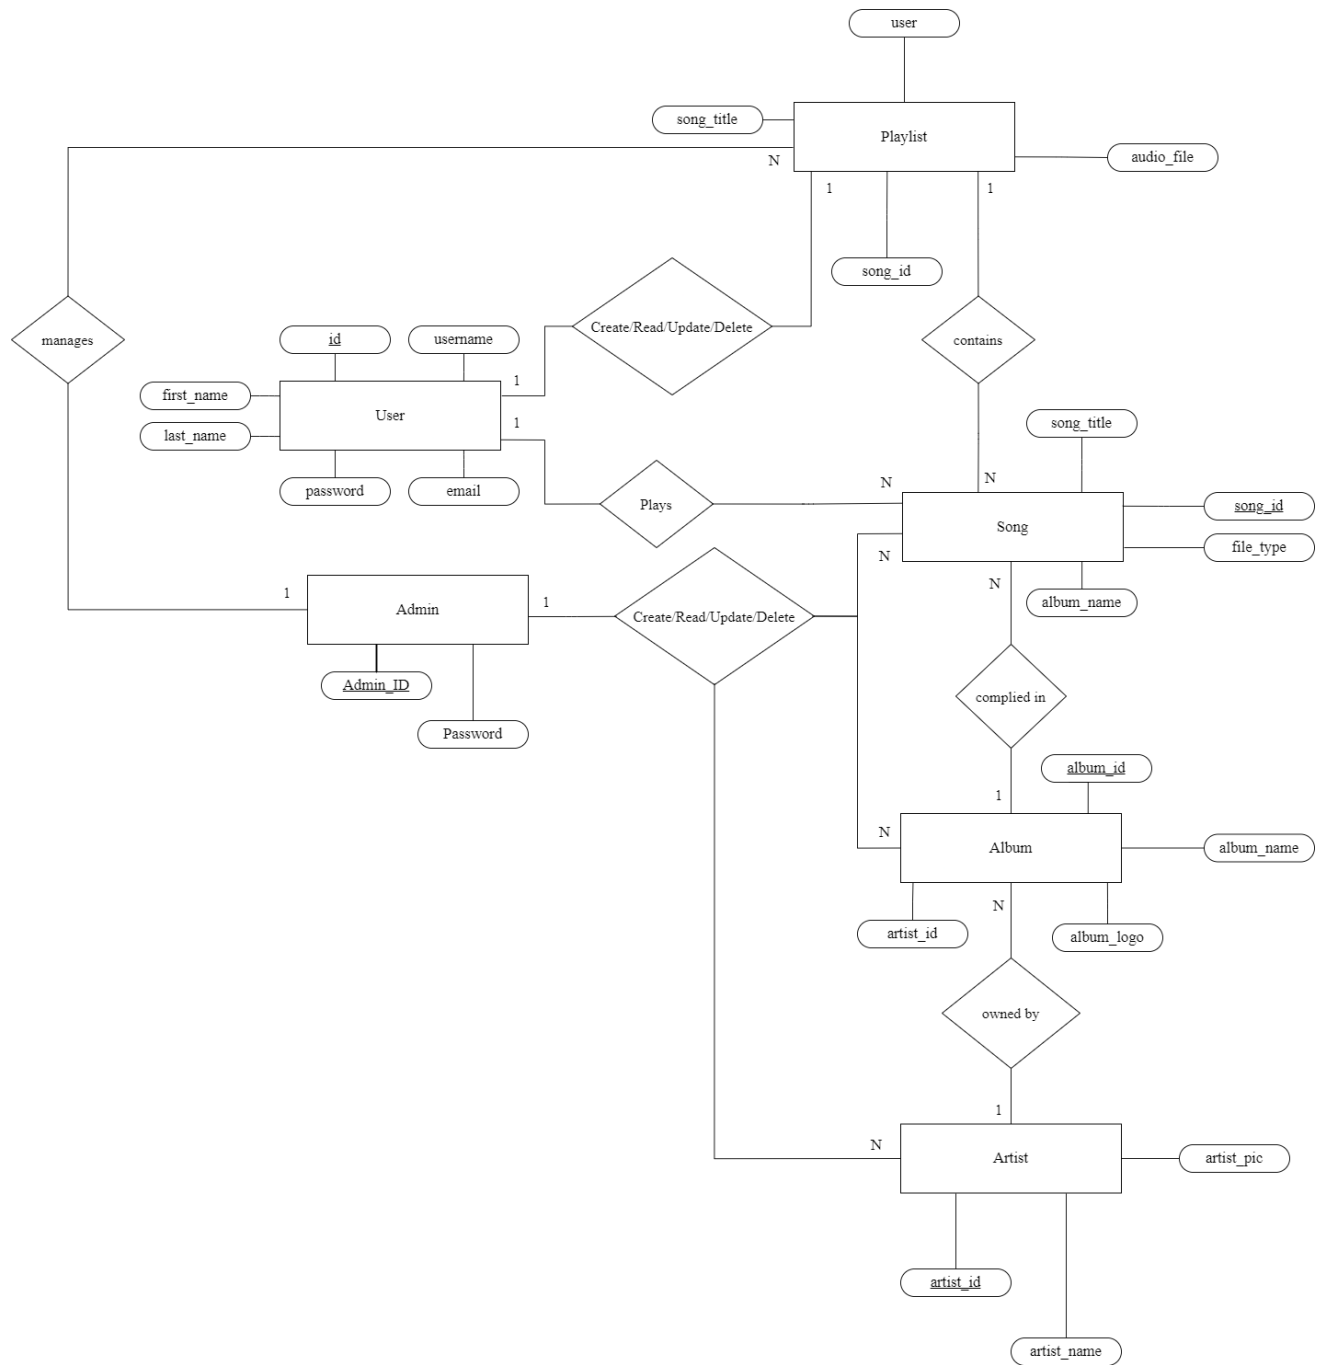 user
song_title
Playlist
audio_file
N
1
1
song_id
Create/Read/Update/Delete
manages
contains
id
username
first_name
1
User
1
last_name
song_title
password
email
Plays
N
N
song_id
Song
file_type
N
N
album_name
1
Admin
1
Create/Read/Update/Delete
Admin_ID
complied in
Password
album_id
1
N
Album
album_name
N
artist_id
album_logo
owned by
1
N
Artist
artist_pic
artist_id
artist_name